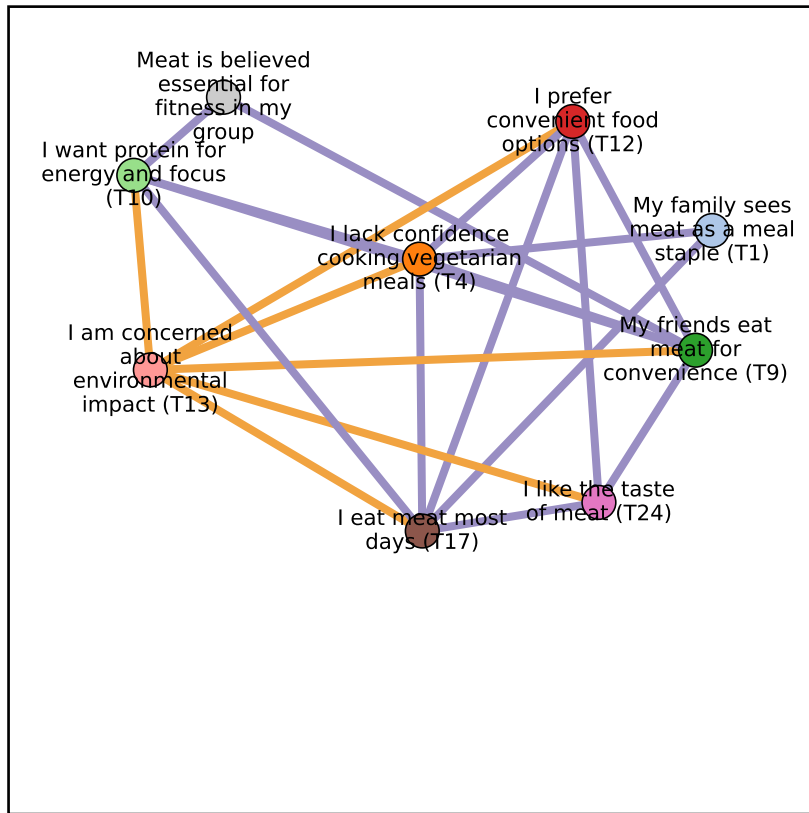 Meat is believed
essential for
fitness in my
group
I prefer
convenient food
options (T12)
I want protein for
energy and focus
(T10)
My family sees
meat as a meal
staple (T1)
I lack confidence
cooking vegetarian
meals (T4)
My friends eat
meat for
convenience (T9)
I am concerned
about
environmental
impact (T13)
I like the taste
of meat (T24)
I eat meat most
days (T17)